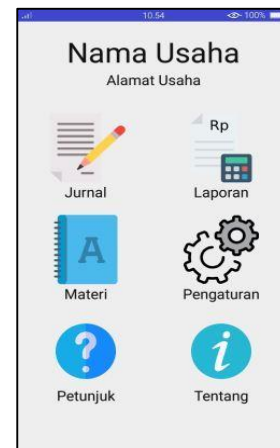 10.54
100%
Nama Usaha
Alamat Usaha
Rp
Jurnal
Laporan
A
Materi
Pengaturan
?
i
Petunjuk
Tentang